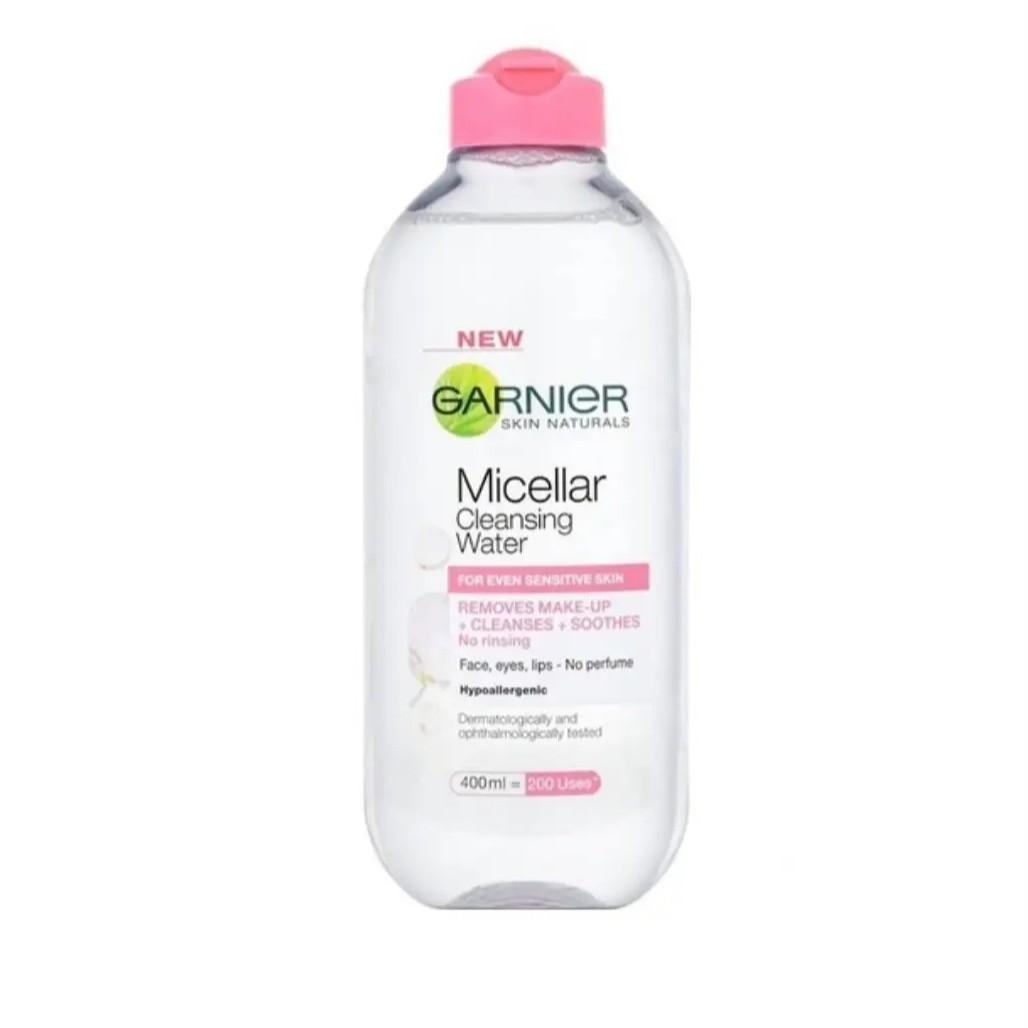 NEW
GARNIER
SKIN NATURALS
Micellar
Cleansing
Water
FOR EVEN SENSITIVE SKIN
REMOVES MAKE-UP
+ CLEANSES + SOOTHES
No rinsing
Face, eyes, lips - No perfume
Hypoallergenic
Dermatologically and
ophthalmologically tested
400ml = 200 Uses*